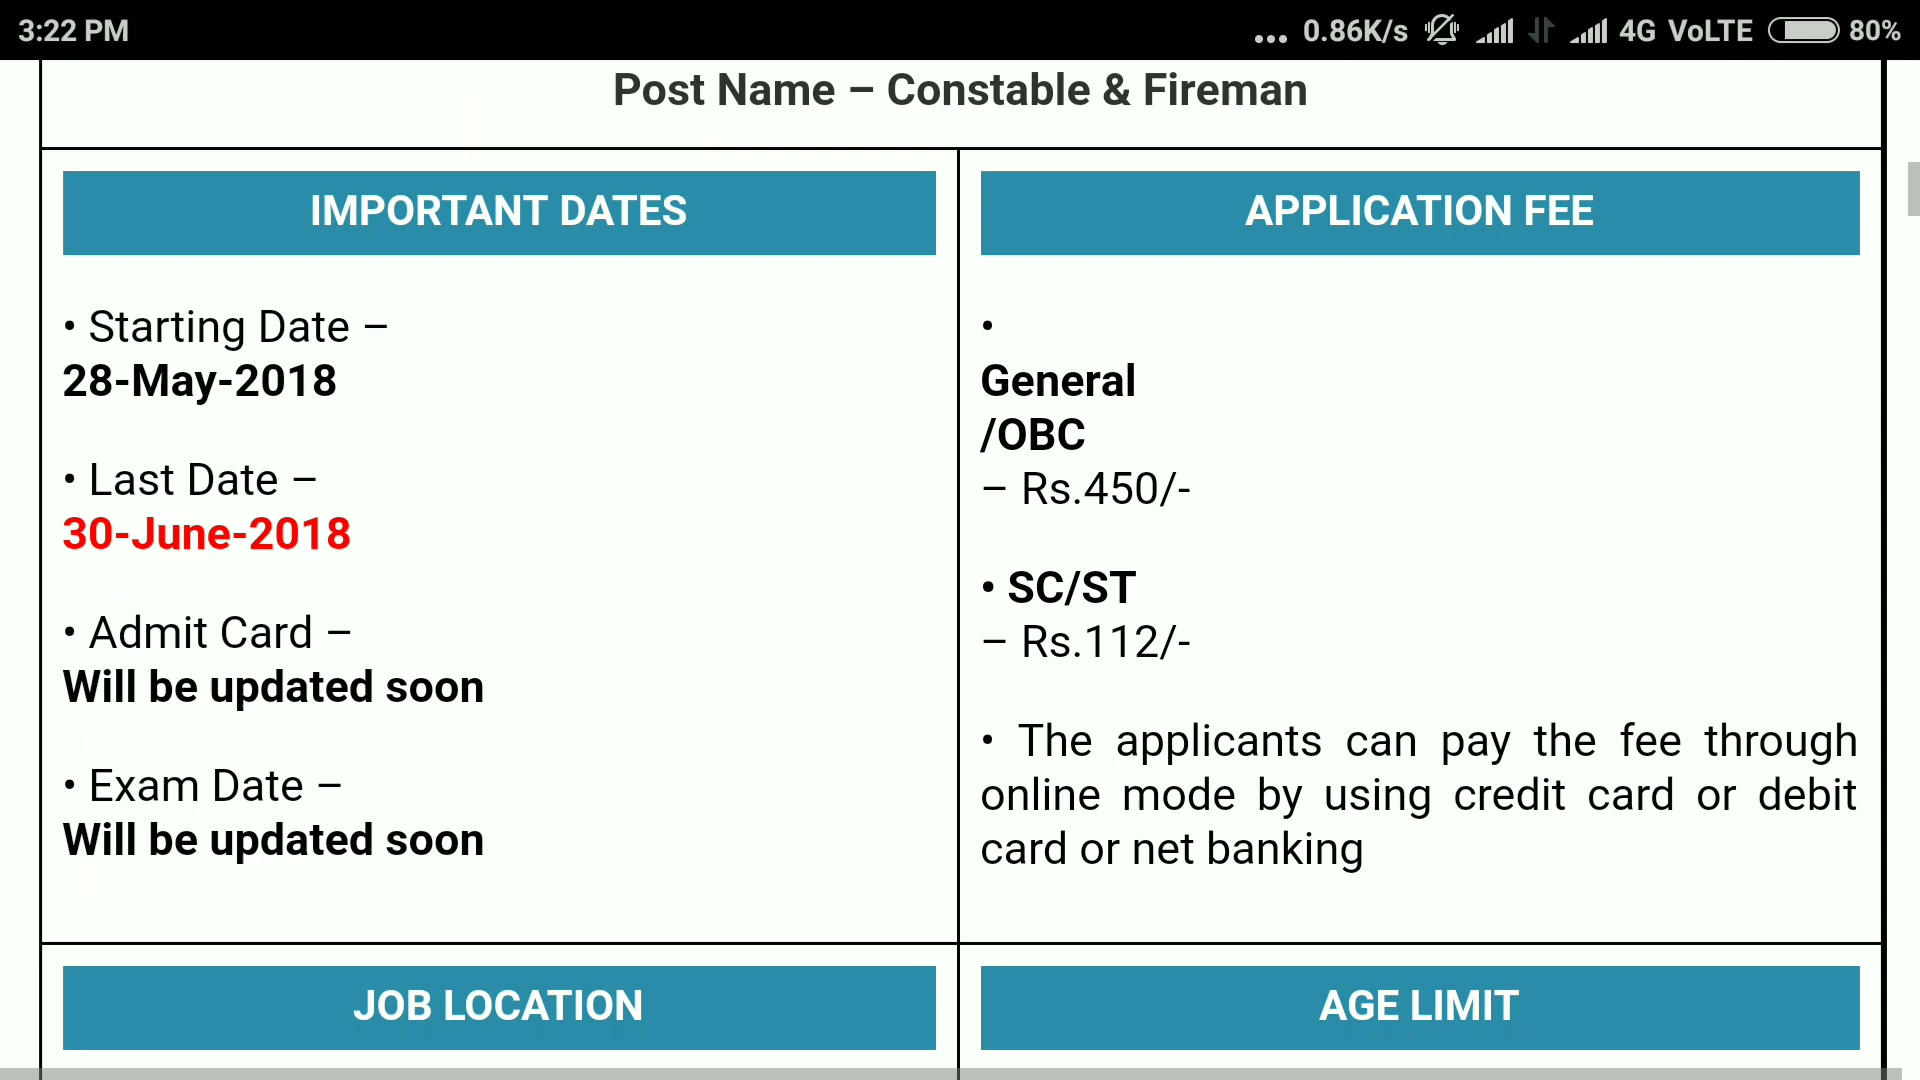 3:22 PM
... 0.86K/s 4G VoLTE 80%
Post Name – Constable & Fireman
IMPORTANT DATES
• Starting Date –
28-May-2018
• Last Date –
30-June-2018
• Admit Card –
Will be updated soon
• Exam Date –
Will be updated soon
APPLICATION FEE
•
General
/OBC
– Rs.450/-
• SC/ST
– Rs.112/-
• The applicants can pay the fee through
online mode by using credit card or debit
card or net banking
JOB LOCATION
AGE LIMIT